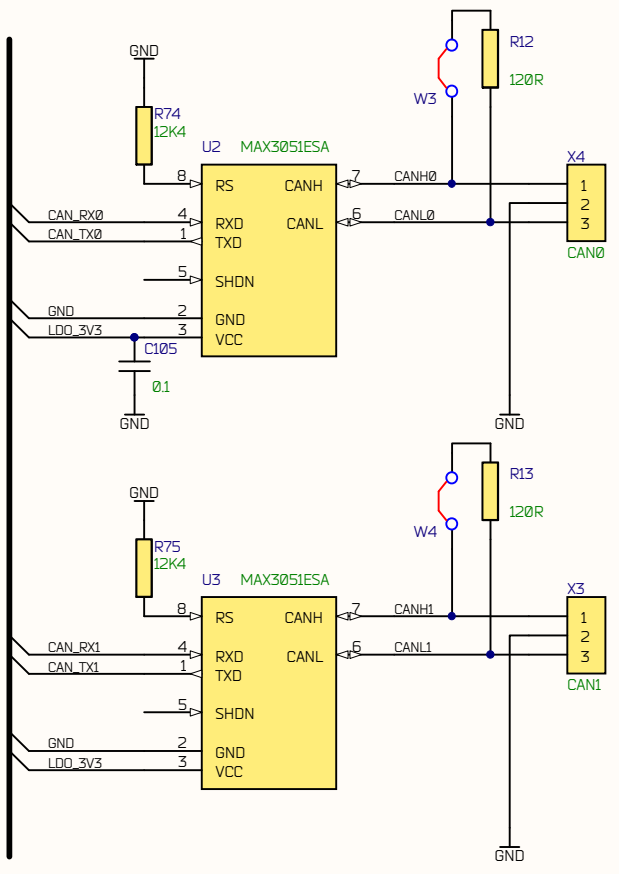 GND
R12
120R
W3
R74
12K4
U2 MAX3051ESA
X4
8 RS CANH 7 CANH0
1
2
3
CAN_RX0 4 RXD CANL 6 CANL0
CAN_TX0 1 TXD
CAN0
5 SHDN
GND 2 GND
LDO_3V3 3 VCC
C105
0.1
GND
GND
R13
120R
W4
GND
R75
12K4
U3 MAX3051ESA
X3
8 RS CANH 7 CANH1
1
2
3
CAN_RX1 4 RXD CANL 6 CANL1
CAN_TX1 1 TXD
CAN1
5 SHDN
GND 2 GND
LDO_3V3 3 VCC
GND